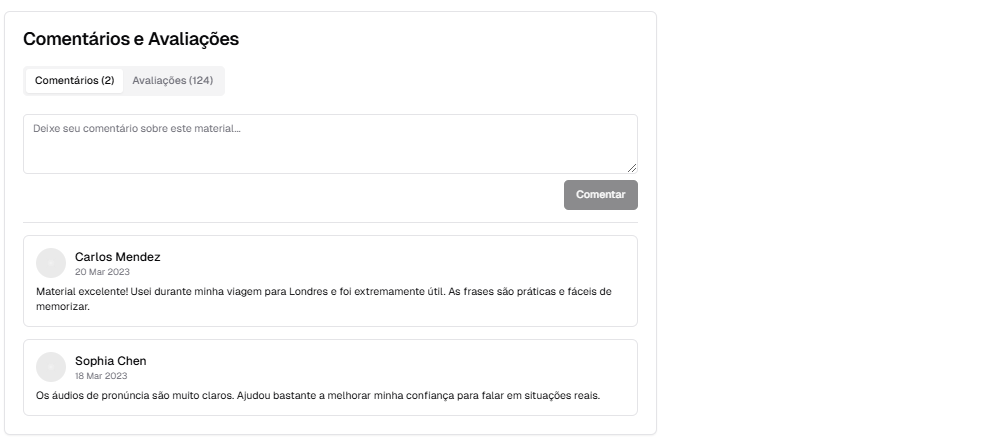 Comentários e Avaliações
Comentários (2)
Avaliações (124)
Deixe seu comentário sobre este material...
Comentar
Carlos Mendez
20 Mar 2023
Material excelente! Usei durante minha viagem para Londres e foi extremamente útil. As frases são práticas e fáceis de
memorizar.
Sophia Chen
18 Mar 2023
Os áudios de pronúncia são muito claros. Ajudou bastante a melhorar minha confiança para falar em situações reais.